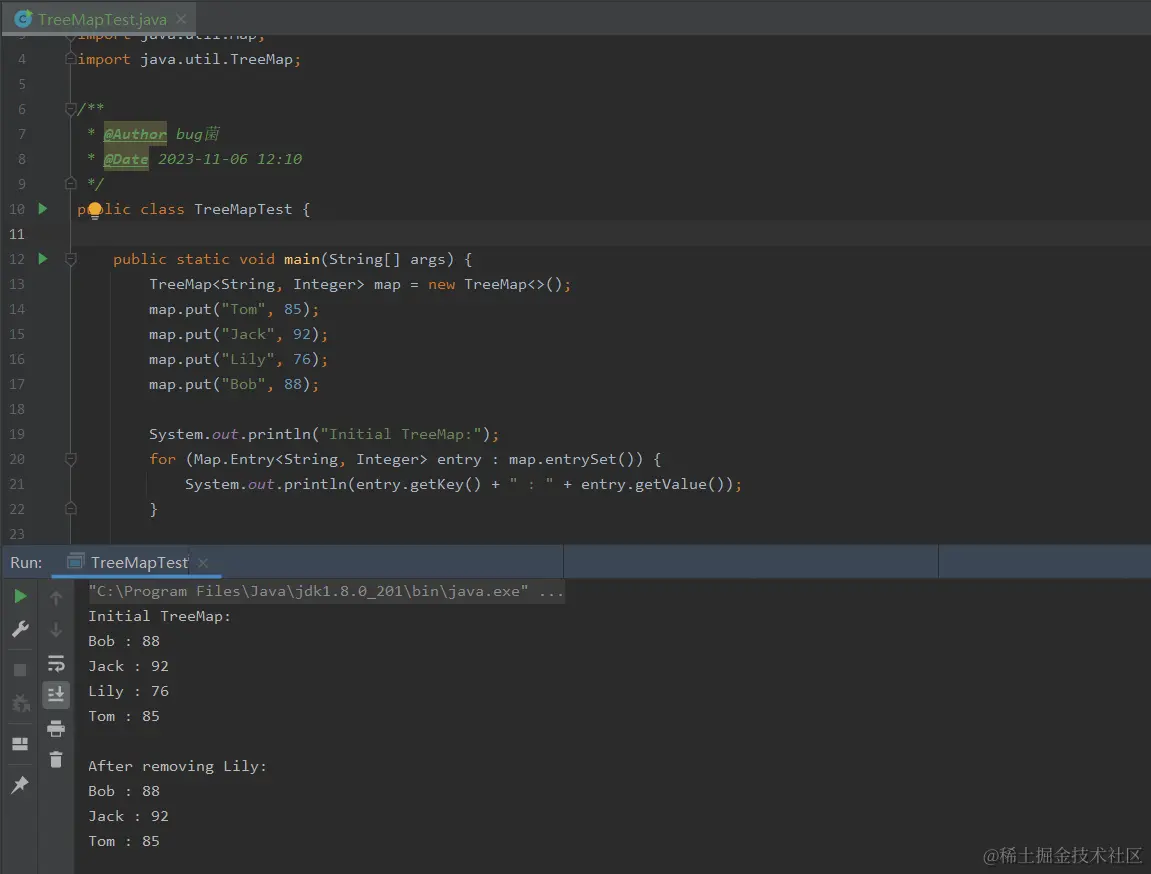 TreeMapTest.java
3 import java.util.Map;
4 import java.util.TreeMap;
5
6 /**
7 * @Author bug菌
8 * @Date 2023-11-06 12:10
9 */
10 public class TreeMapTest {
11
12 public static void main(String[] args) {
13 TreeMap<String, Integer> map = new TreeMap<>();
14 map.put("Tom", 85);
15 map.put("Jack", 92);
16 map.put("Lily", 76);
17 map.put("Bob", 88);
18
19 System.out.println("Initial TreeMap:");
20 for (Map.Entry<String, Integer> entry : map.entrySet()) {
21 System.out.println(entry.getKey() + " : " + entry.getValue());
22 }
23
Run: TreeMapTest
"C:\Program Files\Java\jdk1.8.0_201\bin\java.exe" ...
Initial TreeMap:
Bob : 88
Jack : 92
Lily : 76
Tom : 85
After removing Lily:
Bob : 88
Jack : 92
Tom : 85
@稀土掘金技术社区